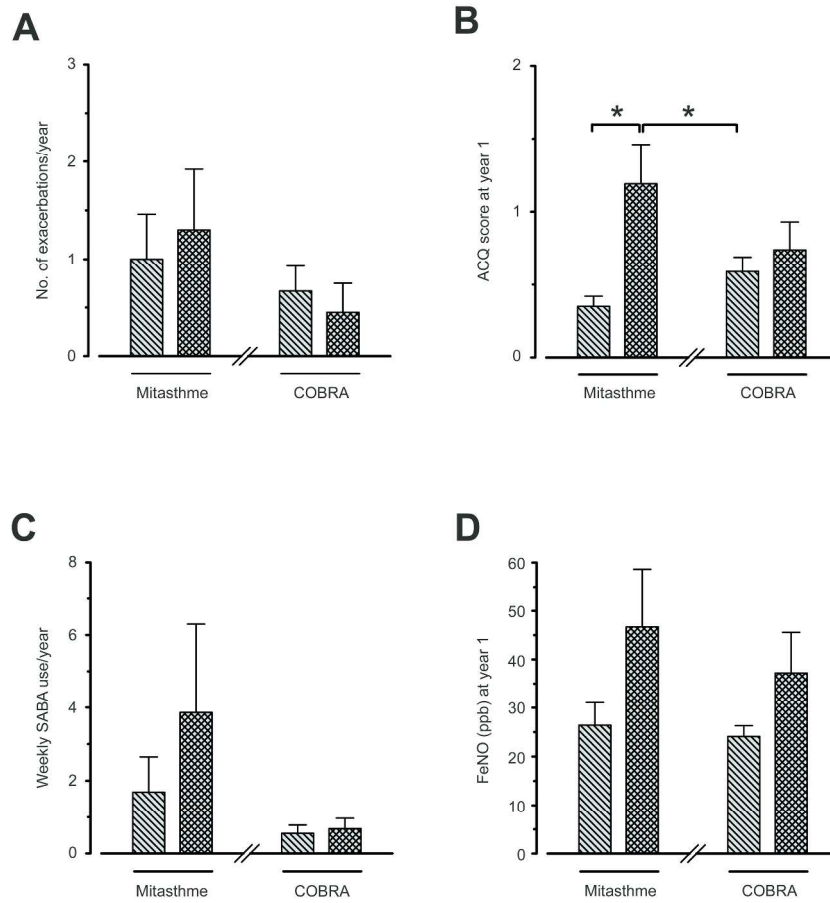 A
No. of exacerbations/year
3
2
1
0
Mitasthme
COBRA
B
ACQ score at year 1
2
1
0
*
*
Mitasthme
COBRA
C
Weekly SABA use/year
8
6
4
2
0
Mitasthme
COBRA
D
FeNO (ppb) at year 1
60
50
40
30
20
10
0
Mitasthme
COBRA